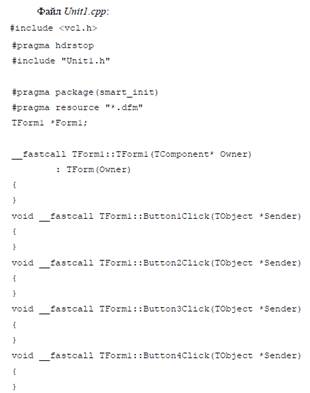 Файл Unit1.cpp:
#include <vcl.h>
#pragma hdrstop
#include "Unit1.h"
#pragma package(smart_init)
#pragma resource "*.dfm"
TForm1 *Form1;
__fastcall TForm1::TForm1(TComponent* Owner)
: TForm(Owner)
{
}
void __fastcall TForm1::Button1Click(TObject *Sender)
{
}
void __fastcall TForm1::Button2Click(TObject *Sender)
{
}
void __fastcall TForm1::Button3Click(TObject *Sender)
{
}
void __fastcall TForm1::Button4Click(TObject *Sender)
{
}